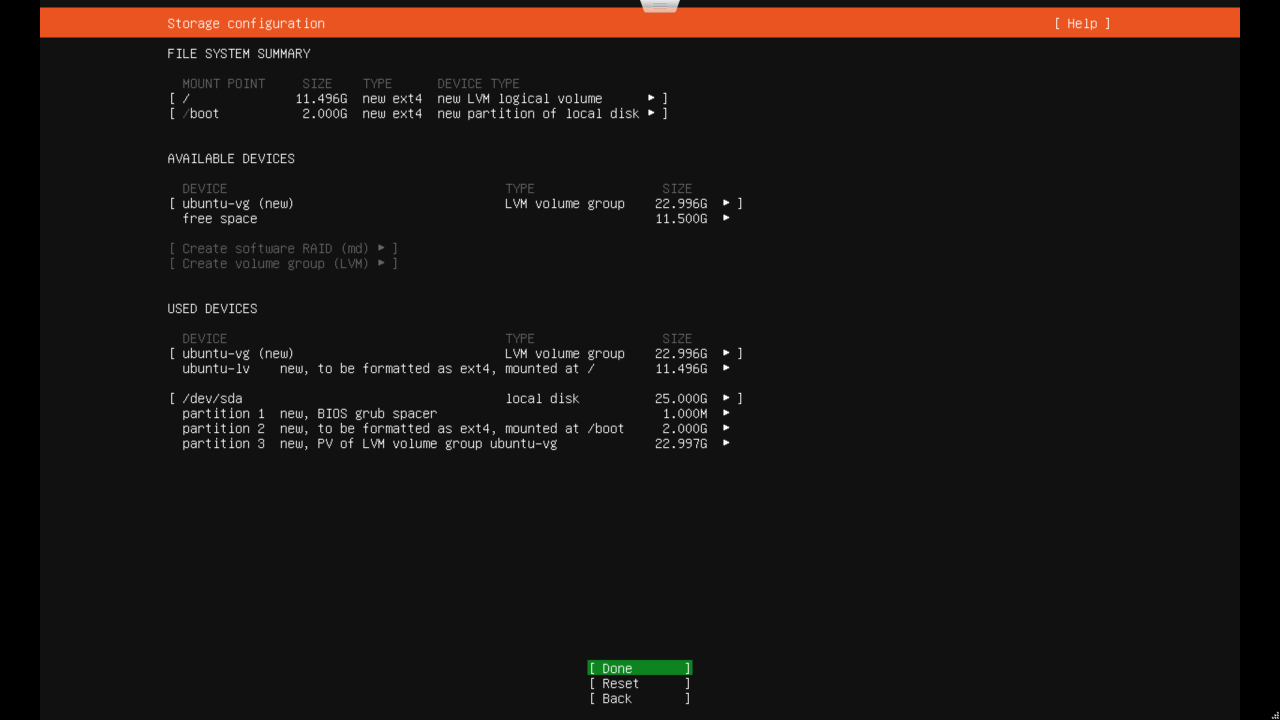 Storage configuration [ Help ]
FILE SYSTEM SUMMARY
MOUNT POINT SIZE TYPE DEVICE TYPE
[ / 11.496G new ext4 new LVM logical volume ▸ ]
[ /boot 2.000G new ext4 new partition of local disk ▸ ]
AVAILABLE DEVICES
DEVICE TYPE SIZE
[ ubuntu-vg (new) LVM volume group 22.996G ▸ ]
free space 11.500G ▸
[ Create software RAID (md) ▸ ]
[ Create volume group (LVM) ▸ ]
USED DEVICES
DEVICE TYPE SIZE
[ ubuntu-vg (new) LVM volume group 22.996G ▸ ]
ubuntu-lv new, to be formatted as ext4, mounted at / 11.496G ▸
[ /dev/sda local disk 25.000G ▸ ]
partition 1 new, BIOS grub spacer 1.000M ▸
partition 2 new, to be formatted as ext4, mounted at /boot 2.000G ▸
partition 3 new, PV of LVM volume group ubuntu-vg 22.997G ▸
[ Done ]
[ Reset ]
[ Back ]